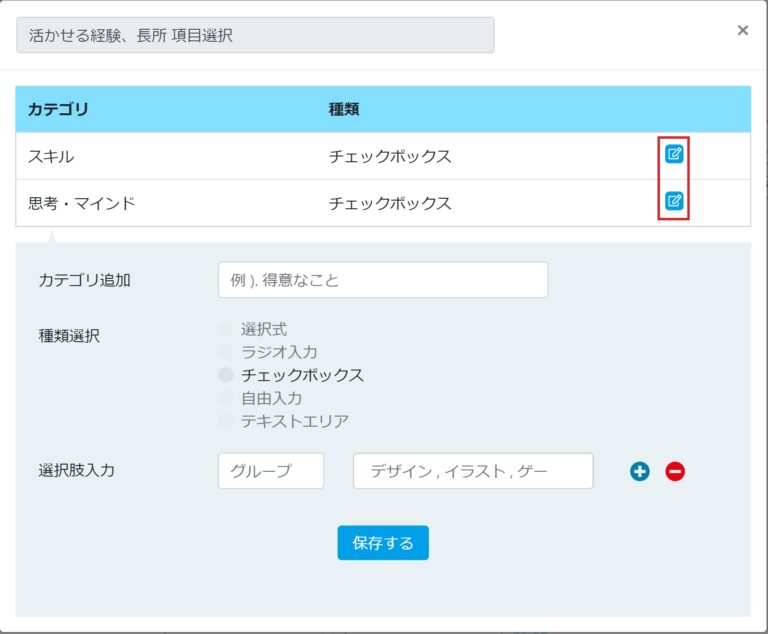 活かせる経験、長所 項目選択
×
カテゴリ 種類
スキル チェックボックス
思考・マインド チェックボックス
カテゴリ追加 例 ). 得意なこと
種類選択 選択式
ラジオ入力
チェックボックス
自由入力
テキストエリア
選択肢入力 グループ デザイン , イラスト , ゲー
保存する